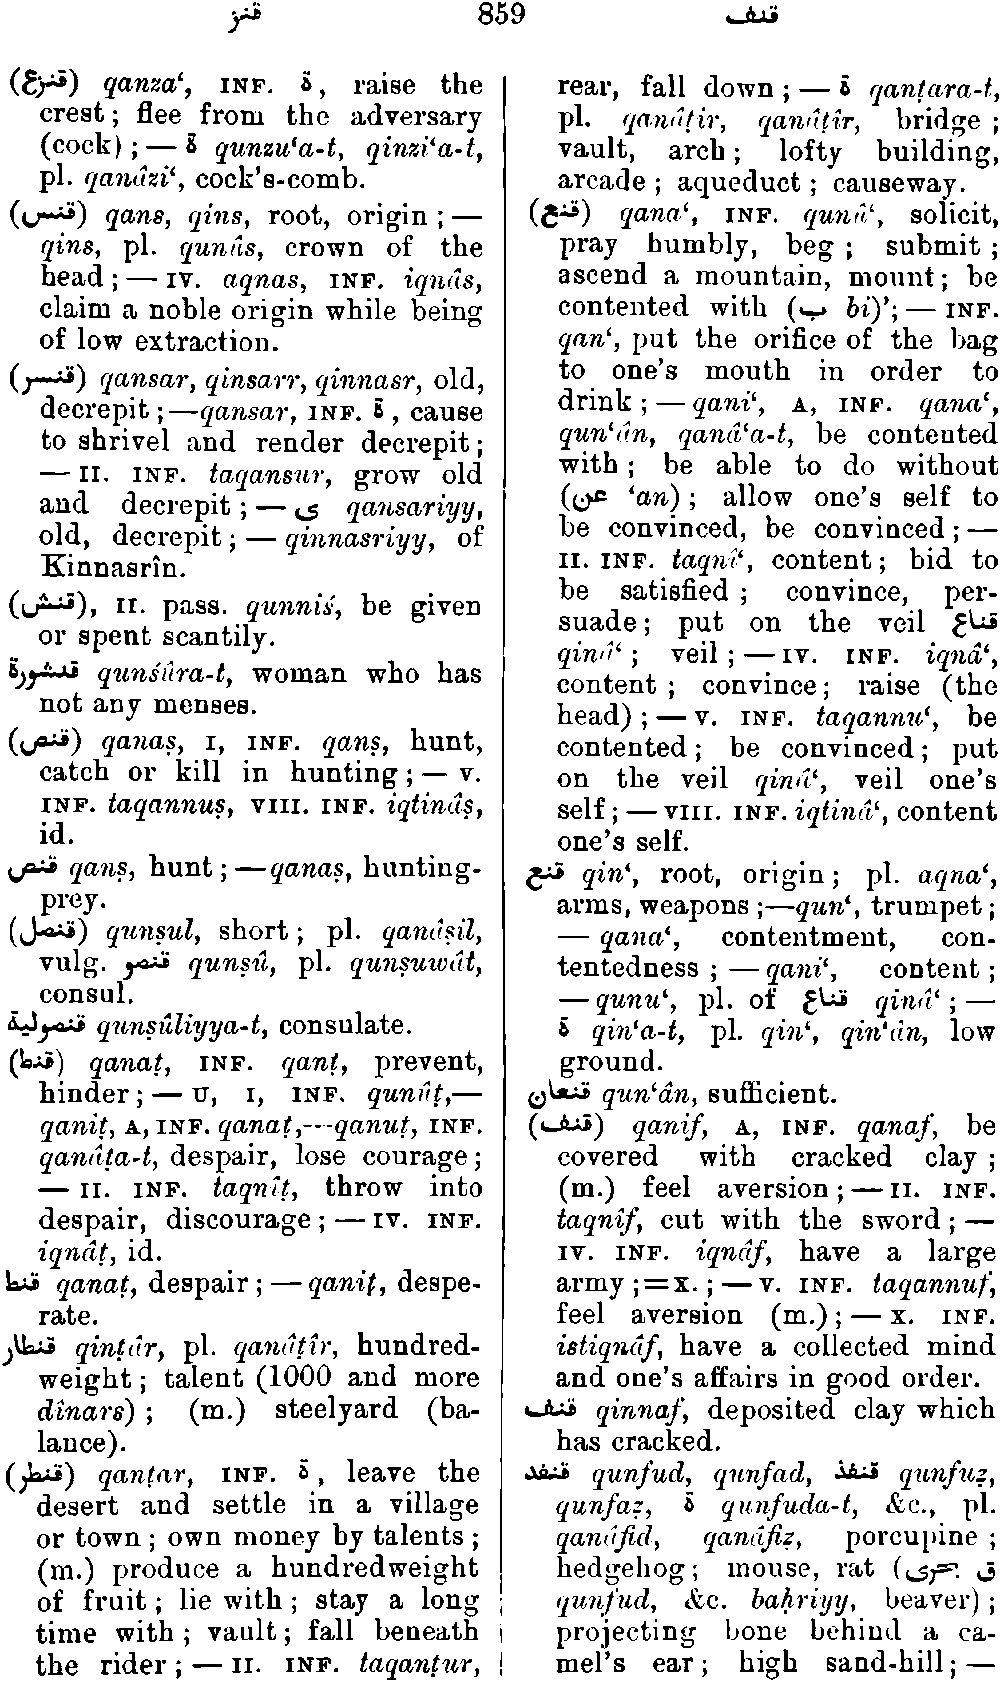 قنز 859 قنف
(قنزع) qanza‘, INF. ة, raise the
crest; flee from the adversary
(cock); — ة qunzu‘a-t, qinzi‘a-t,
pl. qanâzi‘, cock's-comb.
(قنس) qans, qins, root, origin; —
qins, pl. qunâs, crown of the
head; — IV. aqnas, INF. iqnâs,
claim a noble origin while being
of low extraction.
(قنسر) qansar, qinsarr, qinnasr, old,
decrepit; — qansar, INF. ة, cause
to shrivel and render decrepit;
— II. INF. taqansur, grow old
and decrepit; — ى qansariyy,
old, decrepit; — qinnasriyy, of
Kinnasrîn.
(قنش), II. pass. qunniś, be given
or spent scantily.
قنشورة qunśûra-t, woman who has
not any menses.
(قنص) qanaṣ, I, INF. qanṣ, hunt,
catch or kill in hunting; — V.
INF. taqannuṣ, VIII. INF. iqtinâṣ,
id.
قنص qanṣ, hunt; — qanaṣ, hunting-
prey.
(قنصل) qunṣul, short; pl. qanâṣil,
vulg. قنصو qunṣû, pl. qunṣuwât,
consul.
قنصولية qunṣûliyya-t, consulate.
(قنط) qanaṭ, INF. qanṭ, prevent,
hinder; — U, I, INF. qunûṭ, —
qaniṭ, A, INF. qanaṭ, — qanuṭ, INF.
qanâṭa-t, despair, lose courage;
— II. INF. taqnîṭ, throw into
despair, discourage; — IV. INF.
iqnâṭ, id.
قنط qanaṭ, despair; — qaniṭ, despe-
rate.
قنطار qinṭâr, pl. qanâṭîr, hundred-
weight; talent (1000 and more
dînars); (m.) steelyard (ba-
lance).
(قنطر) qanṭar, INF. ة, leave the
desert and settle in a village
or town; own money by talents;
(m.) produce a hundredweight
of fruit; lie with; stay a long
time with; vault; fall beneath
the rider; — II. INF. taqanṭur,
rear, fall down; — ة qanṭara-t,
pl. qanâṭir, qanâṭîr, bridge;
vault, arch; lofty building,
arcade; aqueduct; causeway.
(قنع) qana‘, INF. qunû‘, solicit,
pray humbly, beg; submit;
ascend a mountain, mount; be
contented with (ب bi)'; — INF.
qan‘, put the orifice of the bag
to one's mouth in order to
drink; — qani‘, A, INF. qana‘,
qun‘ân, qanâ‘a-t, be contented
with; be able to do without
(عن ‘an); allow one's self to
be convinced, be convinced; —
II. INF. taqnî‘, content; bid to
be satisfied; convince, per-
suade; put on the veil قناع
qinâ‘; veil; — IV. INF. iqnâ‘,
content; convince; raise (the
head); — V. INF. taqannu‘, be
contented; be convinced; put
on the veil qinâ‘, veil one's
self; — VIII. INF. iqtinâ‘, content
one's self.
قنع qin‘, root, origin; pl. aqna‘,
arms, weapons; — qun‘, trumpet;
— qana‘, contentment, con-
tentedness; — qani‘, content;
— qunu‘, pl. of قناع qinâ‘; —
ة qin‘a-t, pl. qin‘, qin‘ân, low
ground.
قنعان qun‘ân, sufficient.
(قنف) qanif, A, INF. qanaf, be
covered with cracked clay;
(m.) feel aversion; — II. INF.
taqnîf, cut with the sword; —
IV. INF. iqnâf, have a large
army; = X.; — V. INF. taqannuf,
feel aversion (m.); — X. INF.
istiqnâf, have a collected mind
and one's affairs in good order.
قنف qinnaf, deposited clay which
has cracked.
قنفد qunfud, qunfad, قنفذ qunfuẓ,
qunfaẓ, ة qunfuda-t, &c., pl.
qanâfid, qanâfiẓ, porcupine;
hedgehog; mouse, rat (ق بحرى
qunfud, &c. baḥriyy, beaver);
projecting bone behind a ca-
mel's ear; high sand-hill; —